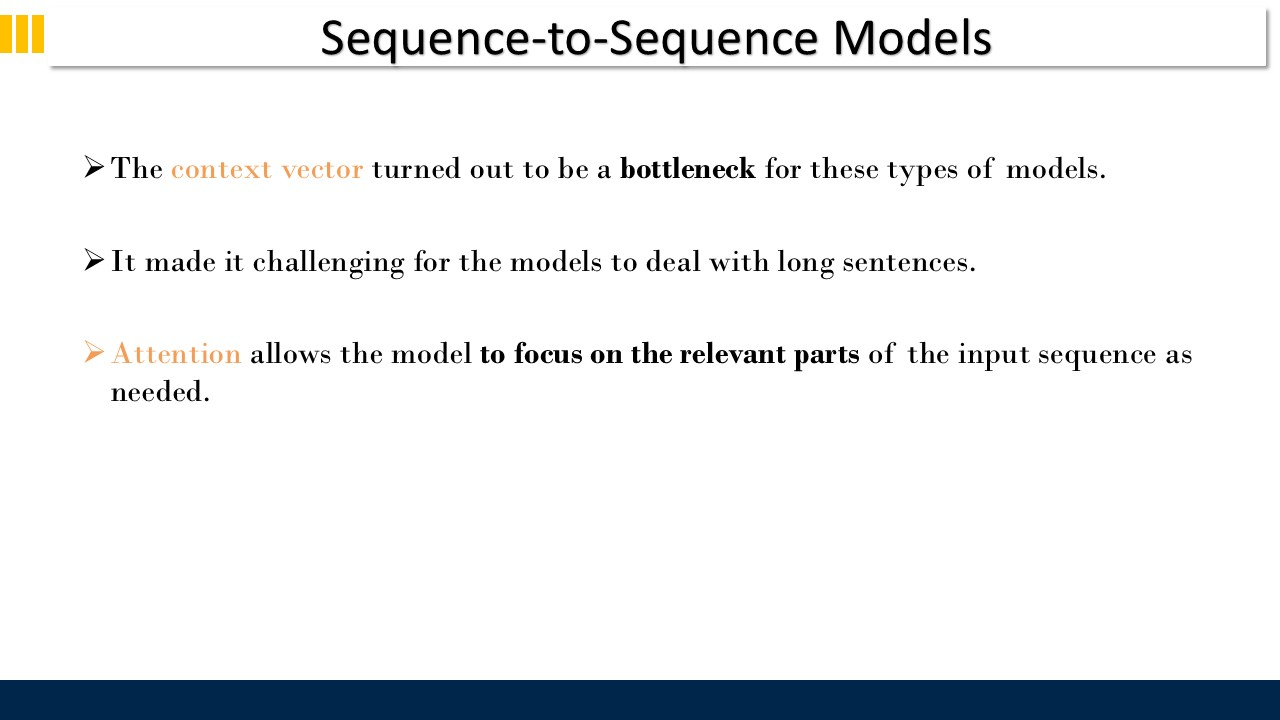 Sequence-to-Sequence Models
➢ The context vector turned out to be a bottleneck for these types of models.
➢ It made it challenging for the models to deal with long sentences.
➢ Attention allows the model to focus on the relevant parts of the input sequence as
needed.